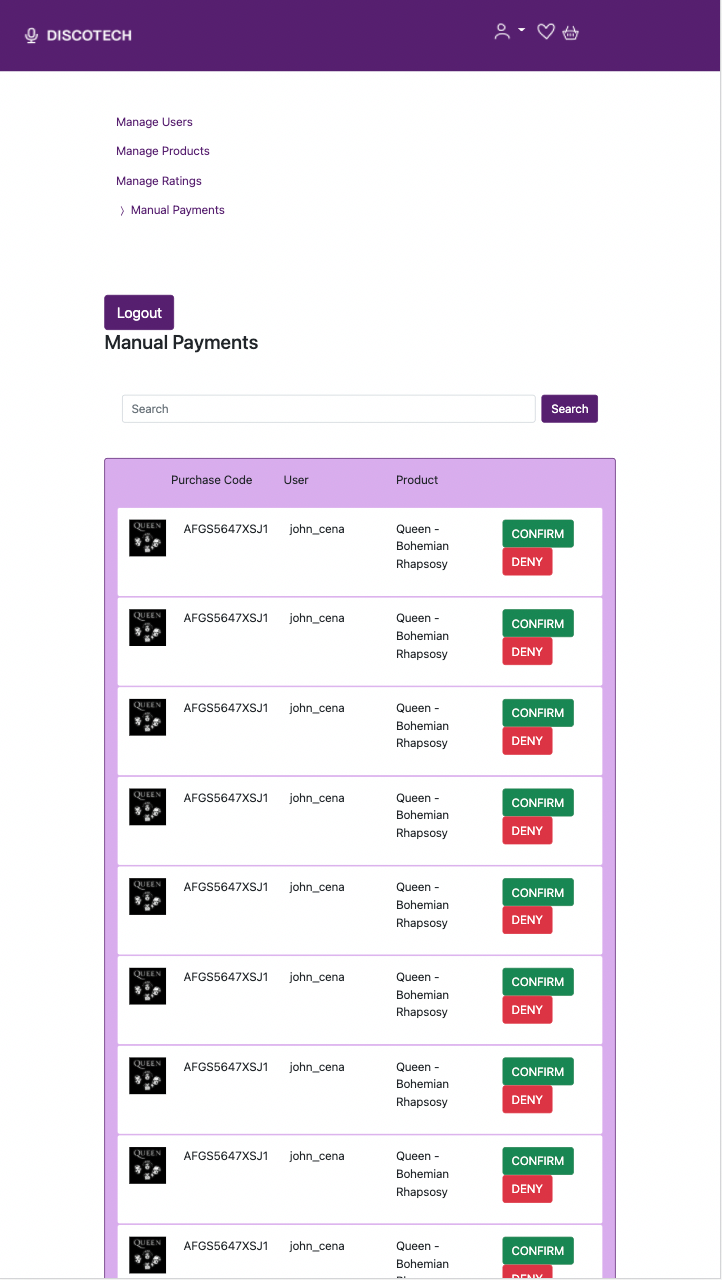 DISCOTECH
Manage Users
Manage Products
Manage Ratings
〉 Manual Payments
Logout
Manual Payments
Search Search
Purchase Code User Product
QUEEN AFGS5647XSJ1 john_cena Queen - CONFIRM
Bohemian
Rhapsosy DENY
QUEEN AFGS5647XSJ1 john_cena Queen - CONFIRM
Bohemian
Rhapsosy DENY
QUEEN AFGS5647XSJ1 john_cena Queen - CONFIRM
Bohemian
Rhapsosy DENY
QUEEN AFGS5647XSJ1 john_cena Queen - CONFIRM
Bohemian
Rhapsosy DENY
QUEEN AFGS5647XSJ1 john_cena Queen - CONFIRM
Bohemian
Rhapsosy DENY
QUEEN AFGS5647XSJ1 john_cena Queen - CONFIRM
Bohemian
Rhapsosy DENY
QUEEN AFGS5647XSJ1 john_cena Queen - CONFIRM
Bohemian
Rhapsosy DENY
QUEEN AFGS5647XSJ1 john_cena Queen - CONFIRM
Bohemian
Rhapsosy DENY
QUEEN AFGS5647XSJ1 john_cena Queen - CONFIRM
Bohemian
DENY